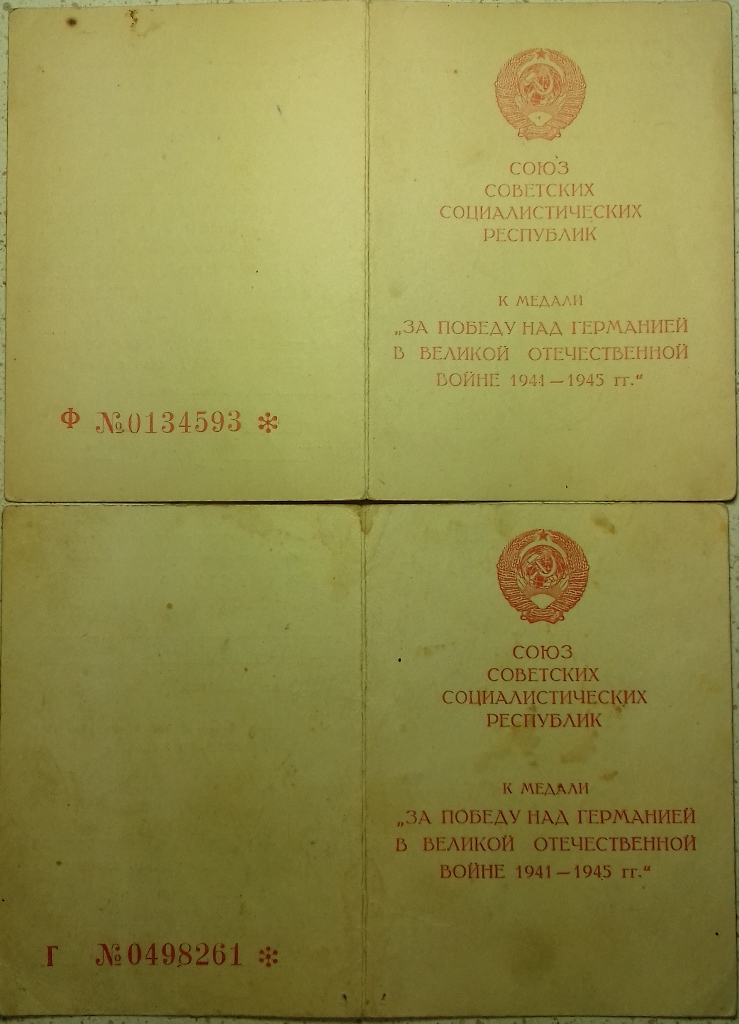 СОЮЗ
СОВЕТСКИХ
СОЦИАЛИСТИЧЕСКИХ
РЕСПУБЛИК
К МЕДАЛИ
„ЗА ПОБЕДУ НАД ГЕРМАНИЕЙ
В ВЕЛИКОЙ ОТЕЧЕСТВЕННОЙ
ВОЙНЕ 1941—1945 гг.“
Ф №0134593 *
СОЮЗ
СОВЕТСКИХ
СОЦИАЛИСТИЧЕСКИХ
РЕСПУБЛИК
К МЕДАЛИ
„ЗА ПОБЕДУ НАД ГЕРМАНИЕЙ
В ВЕЛИКОЙ ОТЕЧЕСТВЕННОЙ
ВОЙНЕ 1941—1945 гг.“
Г №0498261 *